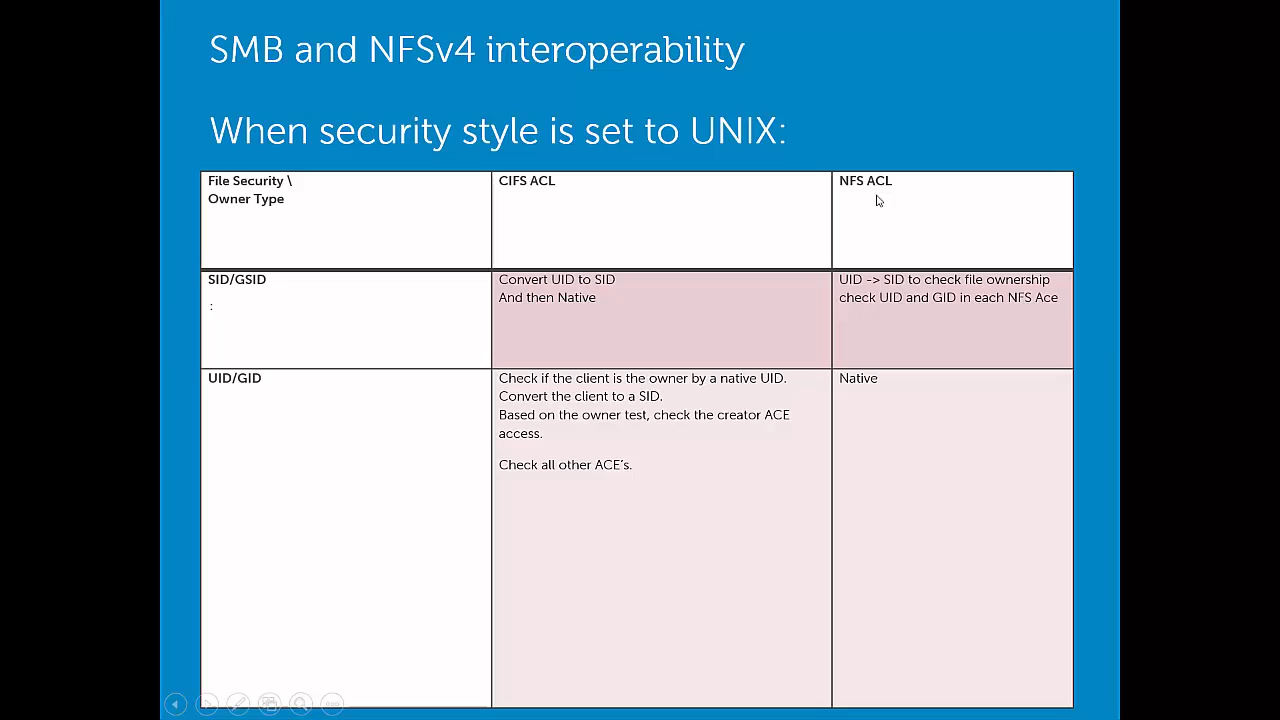 SMB and NFSv4 interoperability
When security style is set to UNIX:
File Security \
Owner Type
CIFS ACL
NFS ACL
SID/GSID
:
Convert UID to SID
And then Native
UID -> SID to check file ownership
check UID and GID in each NFS Ace
UID/GID
Check if the client is the owner by a native UID.
Convert the client to a SID.
Based on the owner test, check the creator ACE
access.
Check all other ACE's.
Native